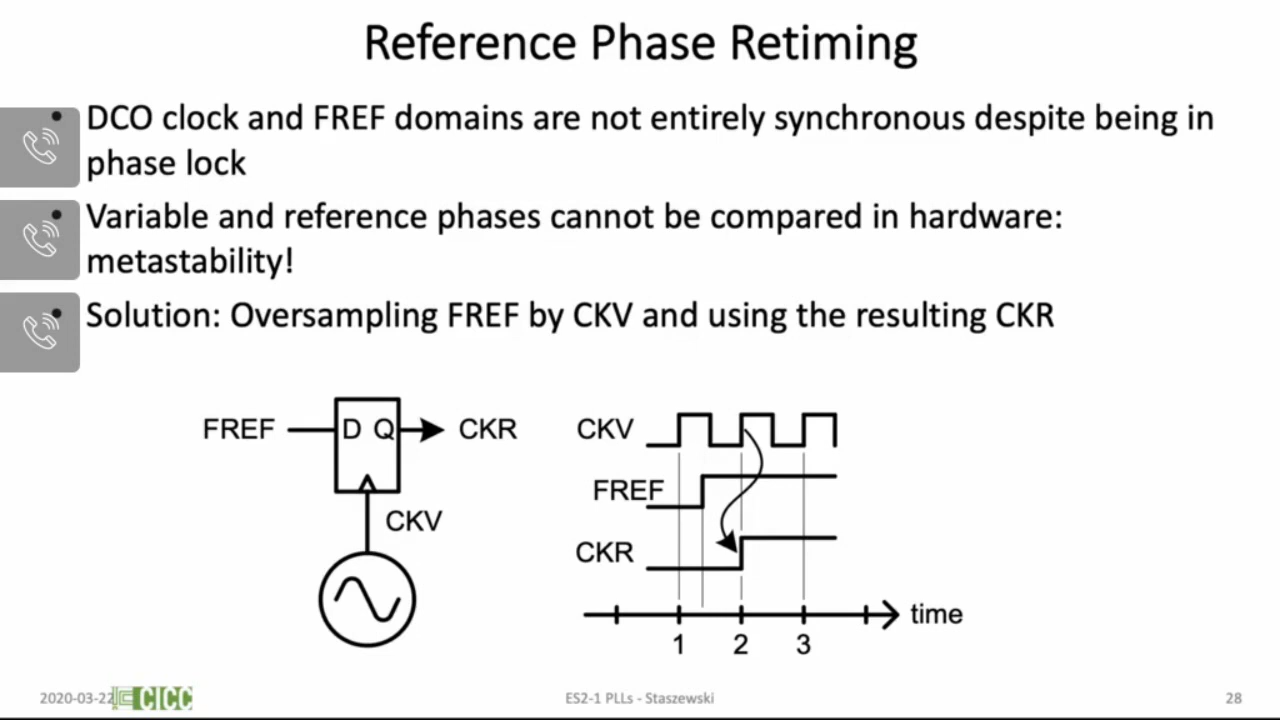 Reference Phase Retiming
• DCO clock and FREF domains are not entirely synchronous despite being in
phase lock
• Variable and reference phases cannot be compared in hardware:
metastability!
• Solution: Oversampling FREF by CKV and using the resulting CKR
FREF
D Q
CKR
CKV
CKV
FREF
CKR
time
1 2 3
2020-03-22
CICC
ES2-1 PLLs - Staszewski
28